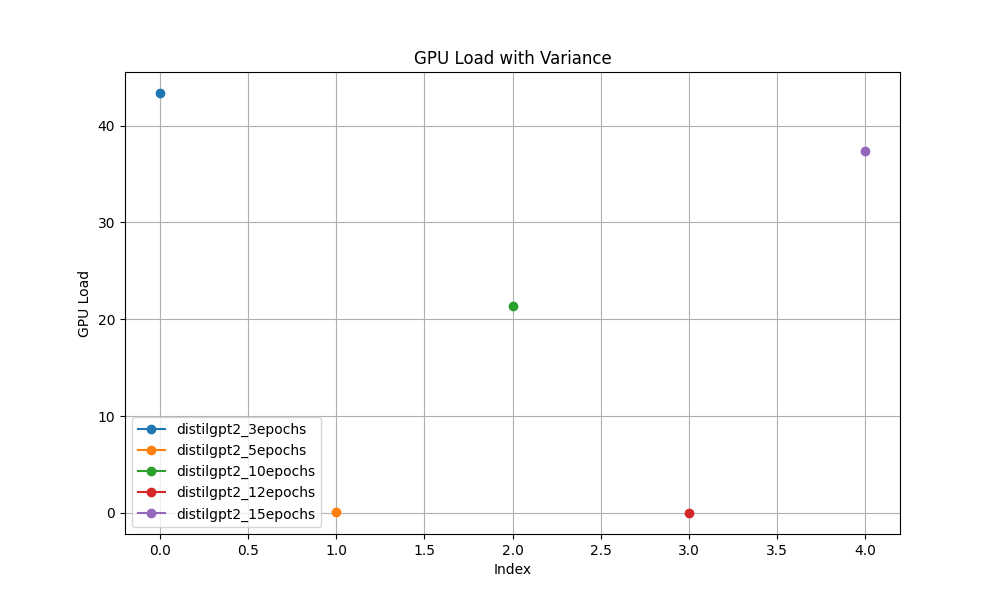 GPU Load with Variance
GPU Load
40
30
20
10
0
distilgpt2_3epochs
distilgpt2_5epochs
distilgpt2_10epochs
distilgpt2_12epochs
distilgpt2_15epochs
0.0 0.5 1.0 1.5 2.0 2.5 3.0 3.5 4.0
Index